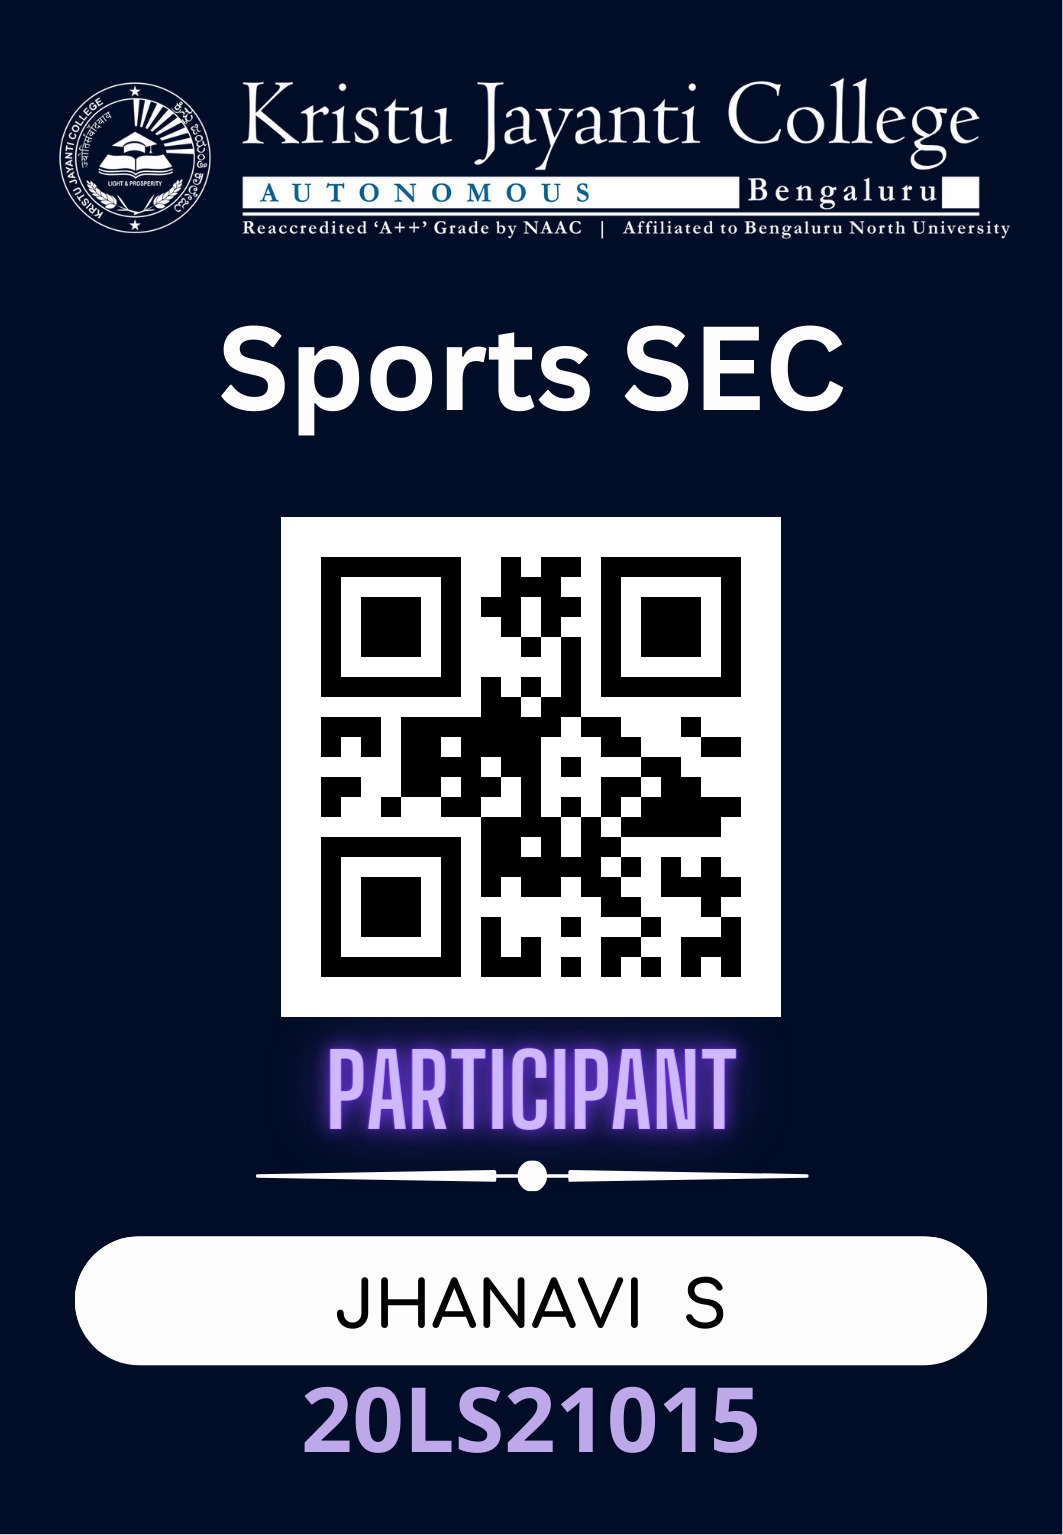 KRISTU JAYANTI COLLEGE
ಕ್ರಿಸ್ತು ಜಯಂತಿ ಕಾಲೇಜು
LIGHT & PROSPERITY
Kristu Jayanti College
AUTONOMOUS Bengaluru
Reaccredited ‘A++’ Grade by NAAC | Affiliated to Bengaluru North University
Sports SEC
PARTICIPANT
JHANAVI S
20LS21015